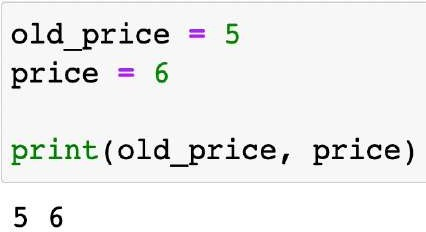 old_price = 5
price = 6
print(old_price, price)
5 6